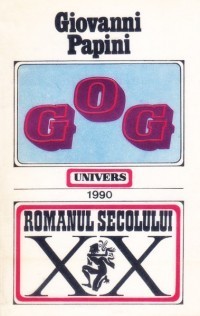 Giovanni
Papini
GOG
UNIVERS
1990
ROMANUL SECOLULUI
XX